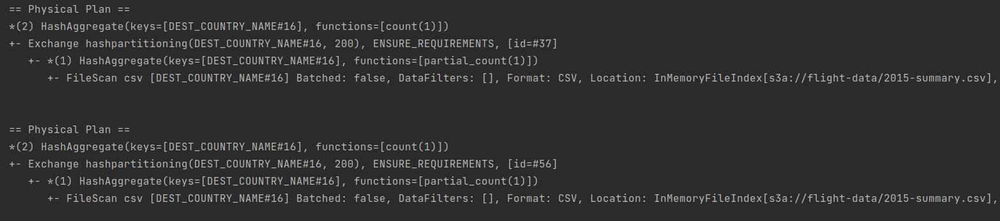 == Physical Plan ==
*(2) HashAggregate(keys=[DEST_COUNTRY_NAME#16], functions=[count(1)])
+- Exchange hashpartitioning(DEST_COUNTRY_NAME#16, 200), ENSURE_REQUIREMENTS, [id=#37]
   +- *(1) HashAggregate(keys=[DEST_COUNTRY_NAME#16], functions=[partial_count(1)])
      +- FileScan csv [DEST_COUNTRY_NAME#16] Batched: false, DataFilters: [], Format: CSV, Location: InMemoryFileIndex[s3a://flight-data/2015-summary.csv],
== Physical Plan ==
*(2) HashAggregate(keys=[DEST_COUNTRY_NAME#16], functions=[count(1)])
+- Exchange hashpartitioning(DEST_COUNTRY_NAME#16, 200), ENSURE_REQUIREMENTS, [id=#56]
   +- *(1) HashAggregate(keys=[DEST_COUNTRY_NAME#16], functions=[partial_count(1)])
      +- FileScan csv [DEST_COUNTRY_NAME#16] Batched: false, DataFilters: [], Format: CSV, Location: InMemoryFileIndex[s3a://flight-data/2015-summary.csv],